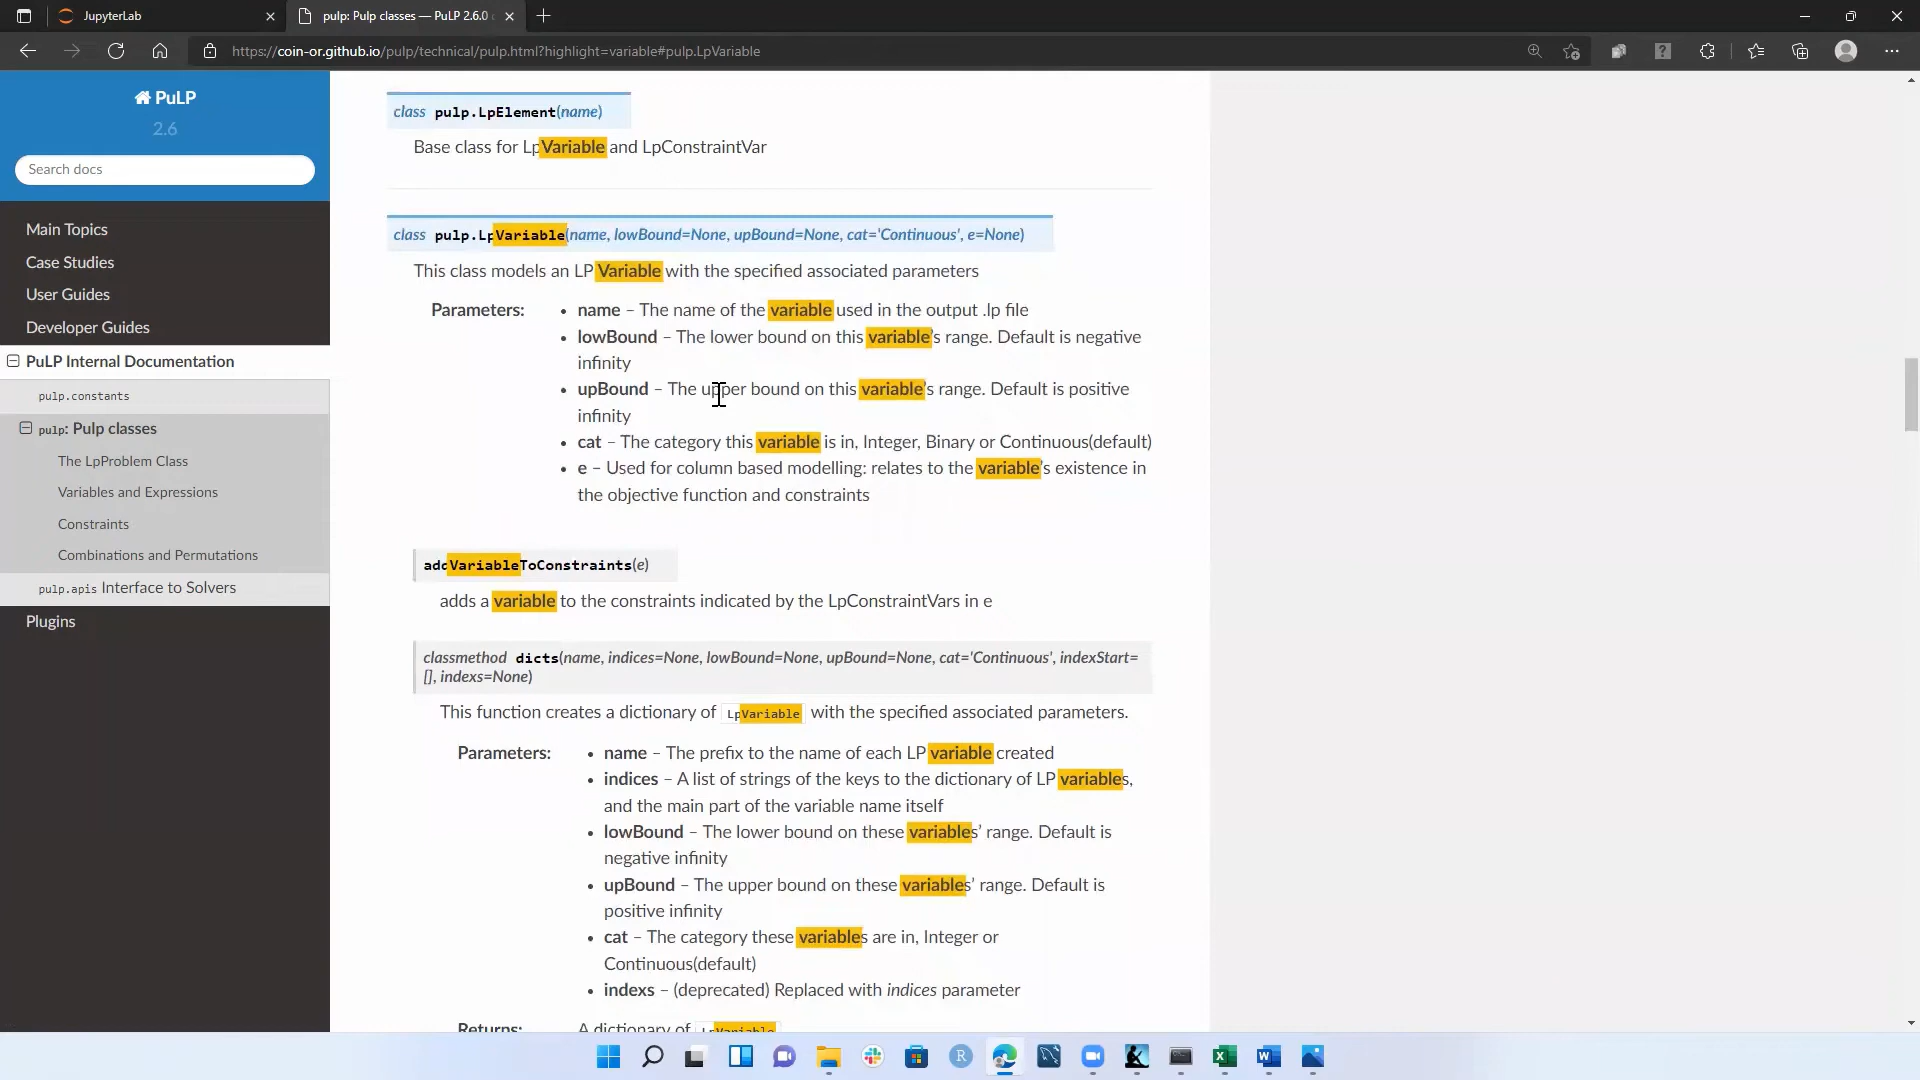 JupyterLab
pulp: Pulp classes — PuLP 2.6.0
https://coin-or.github.io/pulp/technical/pulp.html?highlight=variable#pulp.LpVariable
PuLP
2.6
Search docs
Main Topics
Case Studies
User Guides
Developer Guides
PuLP Internal Documentation
pulp.constants
pulp: Pulp classes
The LpProblem Class
Variables and Expressions
Constraints
Combinations and Permutations
pulp.apis Interface to Solvers
Plugins
class pulp.LpElement(name)
Base class for LpVariable and LpConstraintVar
class pulp.LpVariable(name, lowBound=None, upBound=None, cat='Continuous', e=None)
This class models an LP Variable with the specified associated parameters
Parameters:
• name – The name of the variable used in the output .lp file
• lowBound – The lower bound on this variable’s range. Default is negative
infinity
• upBound – The upper bound on this variable’s range. Default is positive
infinity
• cat – The category this variable is in, Integer, Binary or Continuous(default)
• e – Used for column based modelling: relates to the variable’s existence in
the objective function and constraints
addVariableToConstraints(e)
adds a variable to the constraints indicated by the LpConstraintVars in e
classmethod dicts(name, indices=None, lowBound=None, upBound=None, cat='Continuous', indexStart=
[], indexs=None)
This function creates a dictionary of LpVariable with the specified associated parameters.
Parameters:
• name – The prefix to the name of each LP variable created
• indices – A list of strings of the keys to the dictionary of LP variables,
and the main part of the variable name itself
• lowBound – The lower bound on these variables’ range. Default is
negative infinity
• upBound – The upper bound on these variables’ range. Default is
positive infinity
• cat – The category these variables are in, Integer or
Continuous(default)
• indexs – (deprecated) Replaced with indices parameter
Returns: A dictionary of LpVariable